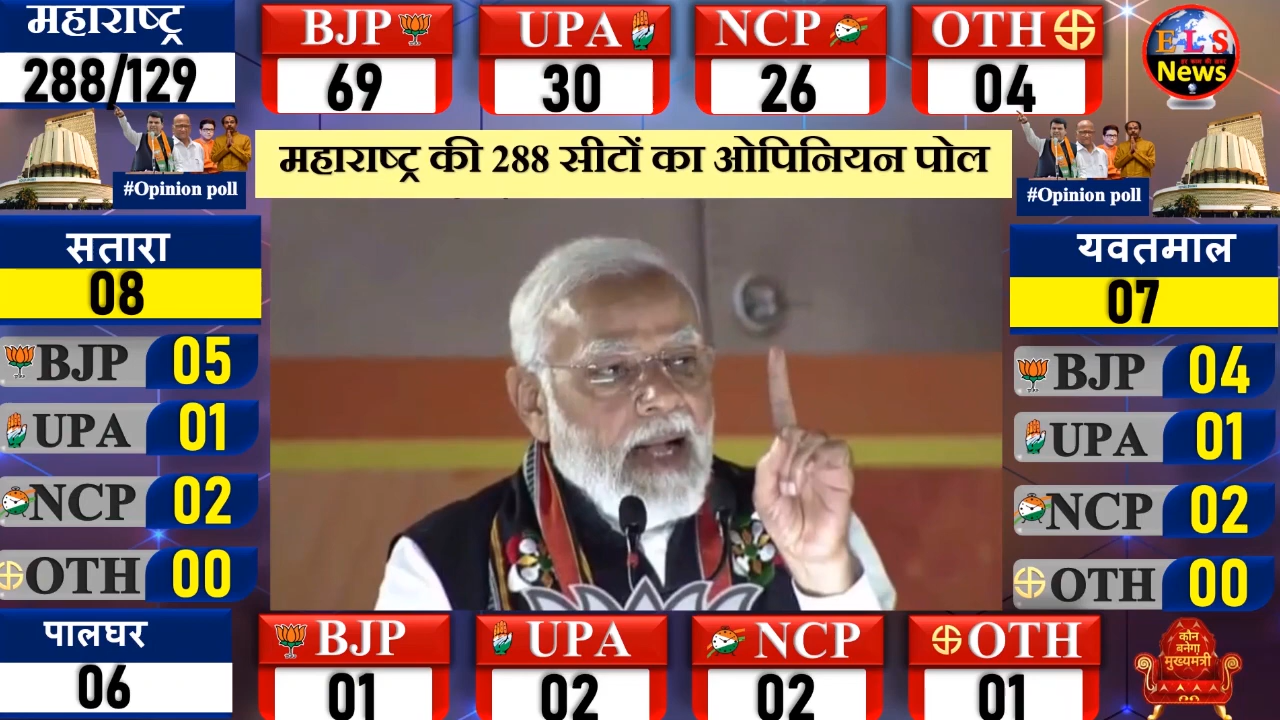 महाराष्ट्र
288/129
BJP
69
UPA
30
NCP
26
OTH
04
ELS
News
#Opinion poll
महाराष्ट्र की 288 सीटों का ओपिनियन पोल
#Opinion poll
सतारा
08
BJP 05
UPA 01
NCP 02
OTH 00
यवतमाल
07
BJP 04
UPA 01
NCP 02
OTH 00
पालघर
06
BJP
01
UPA
02
NCP
02
OTH
01
कौन
बनेगा
मुख्यमत्री